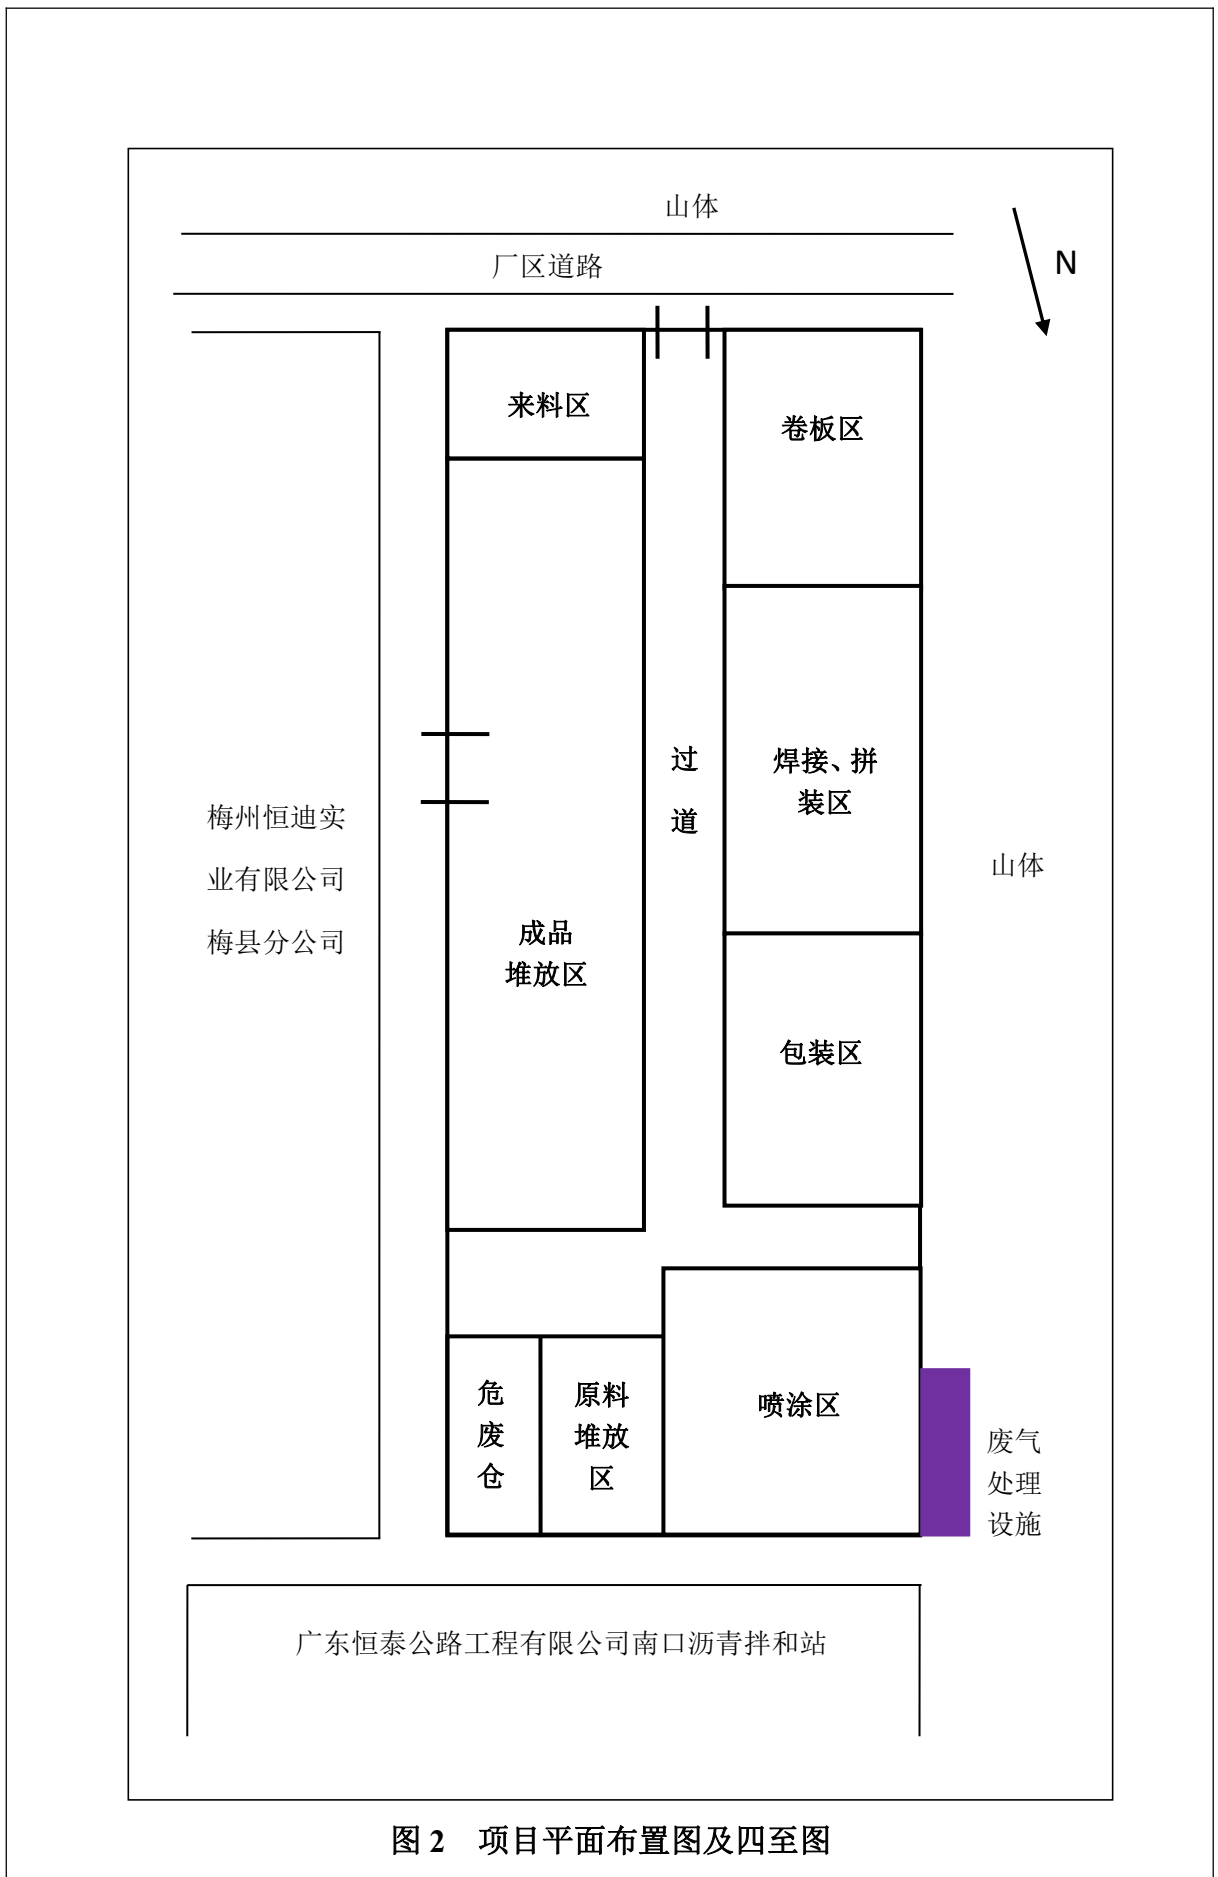 山体
厂区道路
N
来料区
卷板区
过
道
焊接、拼
装区
梅州恒迪实
业有限公司
梅县分公司
山体
成品
堆放区
包装区
危
废
仓
原料
堆放
区
喷涂区
废气
处理
设施
广东恒泰公路工程有限公司南口沥青拌和站
图 2 项目平面布置图及四至图